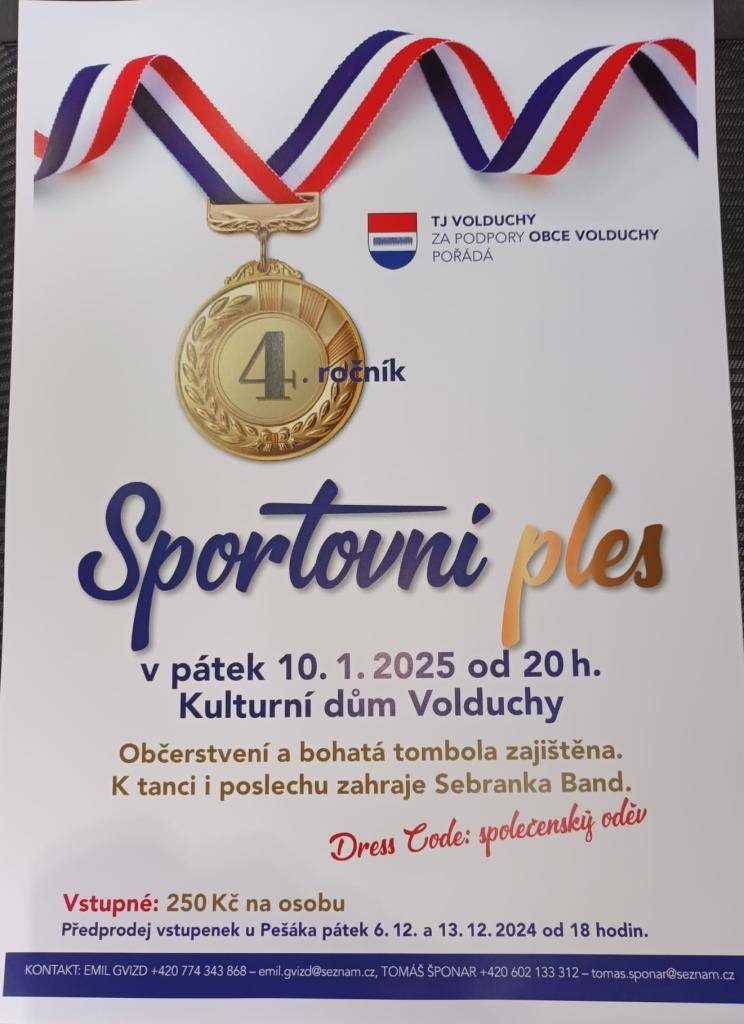 TJ VOLDUCHY
ZA PODPORY OBCE VOLDUCHY
POŘÁDÁ
4. ročník
Sportovní ples
v pátek 10. 1. 2025 od 20 h.
Kulturní dům Volduchy
Občerstvení a bohatá tombola zajištěna.
K tanci i poslechu zahraje Sebranka Band.
Dress Code: společenský oděv
Vstupné: 250 Kč na osobu
Předprodej vstupenek u Pešáka pátek 6. 12. a 13. 12. 2024 od 18 hodin.
KONTAKT: EMIL GVIZD +420 774 343 868 – emil.gvizd@seznam.cz, TOMÁŠ ŠPONAR +420 602 133 312 – tomas.sponar@seznam.cz